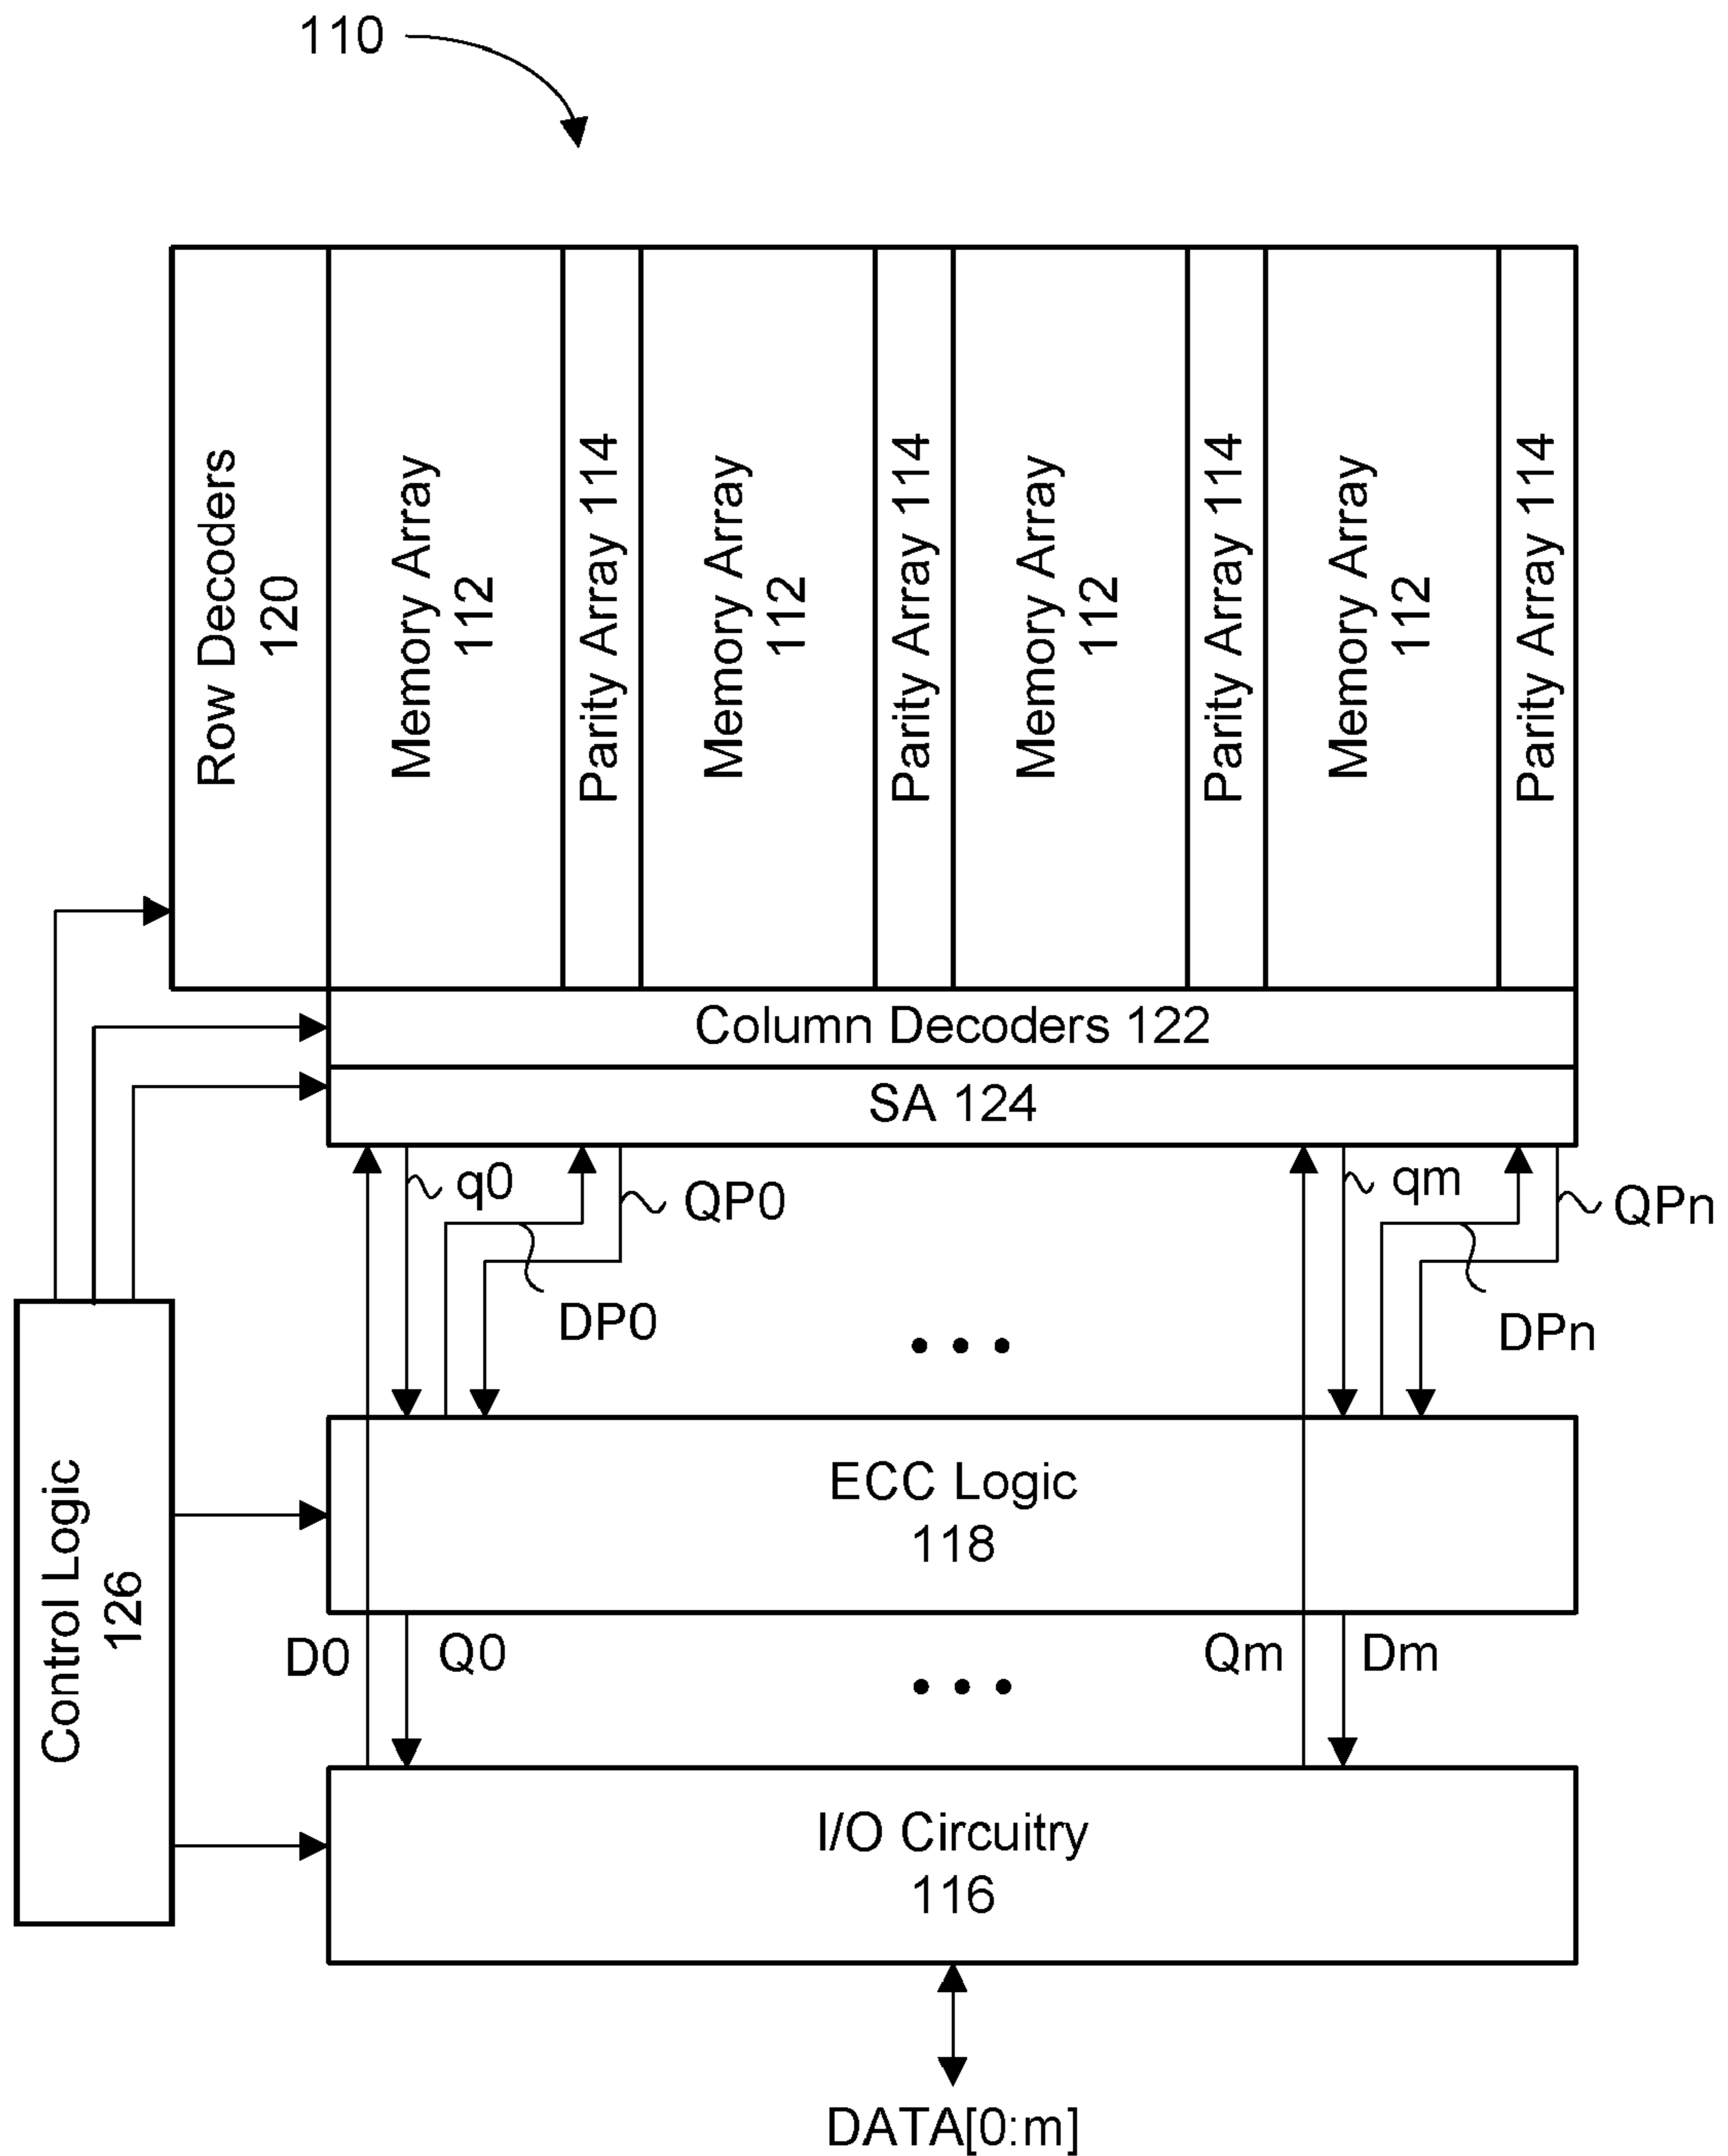 110
Row Decoders
120
Memory Array
112
Parity Array 114
Memory Array
112
Parity Array 114
Memory Array
112
Parity Array 114
Memory Array
112
Parity Array 114
Column Decoders 122
SA 124
q0
QP0
DP0
qm
QPn
DPn
• • •
Control Logic
126
ECC Logic
118
D0
Q0
• • •
Qm
Dm
I/O Circuitry
116
DATA[0:m]